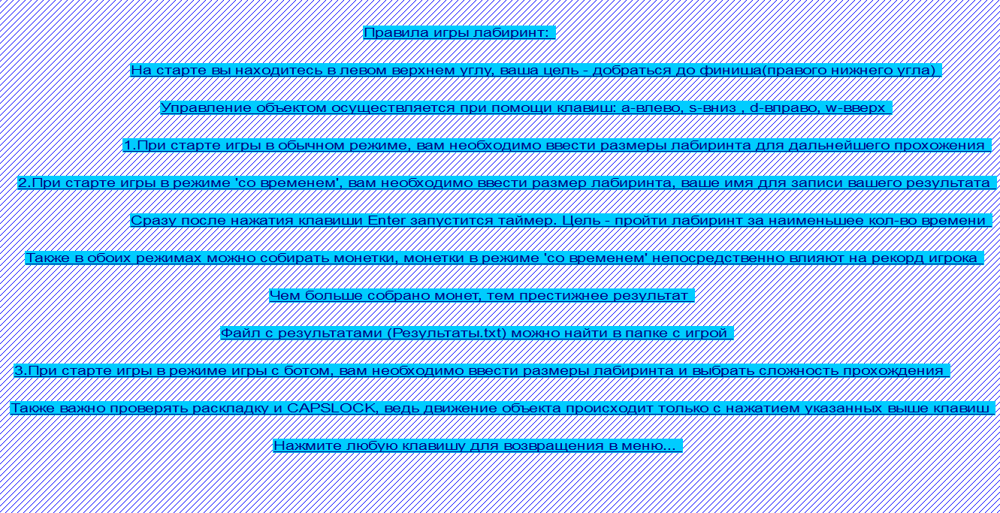 Правила игры лабиринт:
На старте вы находитесь в левом верхнем углу, ваша цель - добраться до финиша(правого нижнего угла)
Управление объектом осуществляется при помощи клавиш: a-влево, s-вниз , d-вправо, w-вверх
1.При старте игры в обычном режиме, вам необходимо ввести размеры лабиринта для дальнейшего прохожения
2.При старте игры в режиме 'со временем', вам необходимо ввести размер лабиринта, ваше имя для записи вашего результата
Сразу после нажатия клавиши Enter запустится таймер. Цель - пройти лабиринт за наименьшее кол-во времени
Также в обоих режимах можно собирать монетки, монетки в режиме 'со временем' непосредственно влияют на рекорд игрока
Чем больше собрано монет, тем престижнее результат
Файл с результатами (Результаты.txt) можно найти в папке с игрой
3.При старте игры в режиме игры с ботом, вам необходимо ввести размеры лабиринта и выбрать сложность прохождения
Также важно проверять раскладку и CAPSLOCK, ведь движение объекта происходит только с нажатием указанных выше клавиш
Нажмите любую клавишу для возвращения в меню...